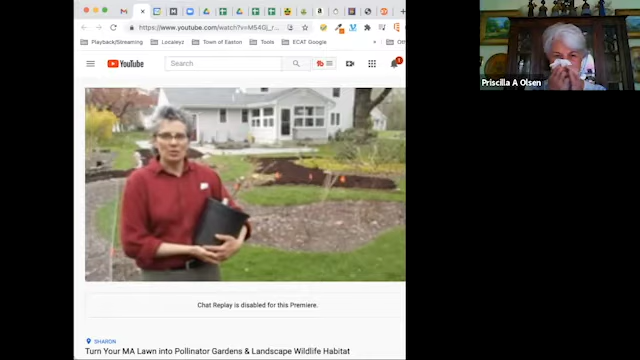 https://www.youtube.com/watch?v=M54GJ_r...
Playback/Streaming
Localeyz
Town of Easton
Tools
ECAT Google
YouTube
Search
Priscilla A Olsen
Chat Replay is disabled for this Premiere.
SHARON
Turn Your MA Lawn into Pollinator Gardens & Landscape Wildlife Habitat